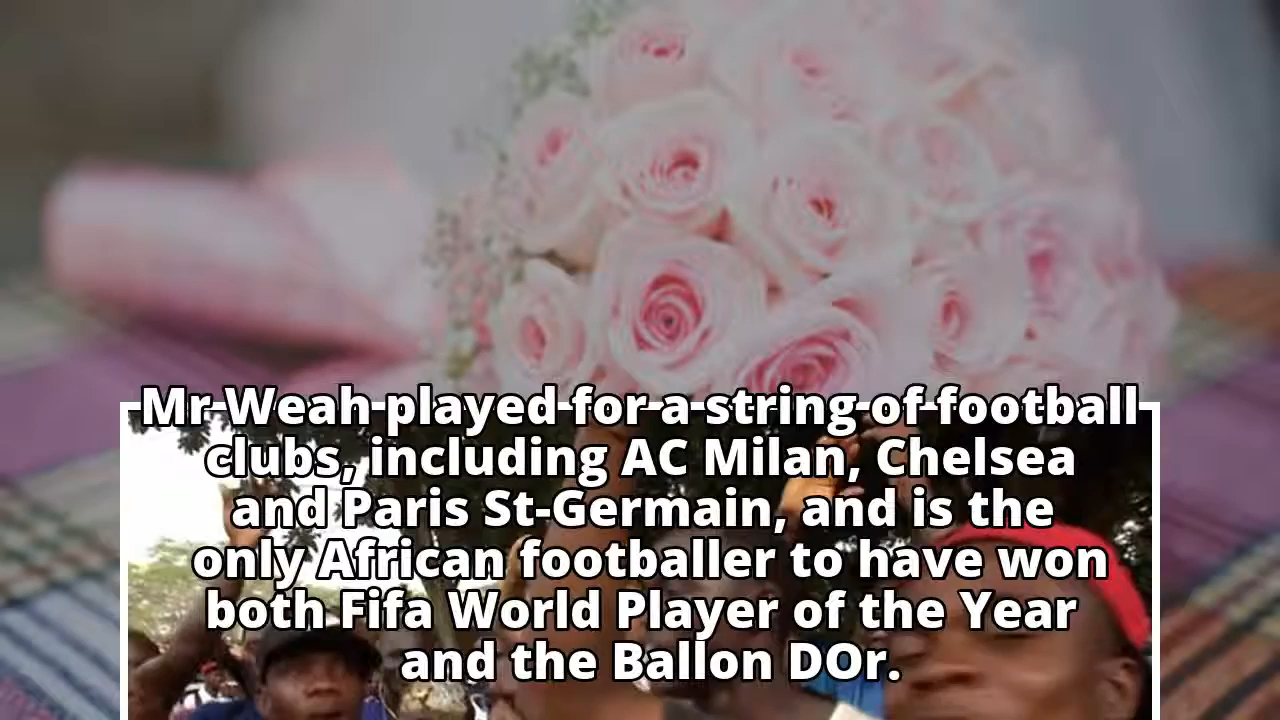 Mr Weah played for a string of football
clubs, including AC Milan, Chelsea
and Paris St-Germain, and is the
only African footballer to have won
both Fifa World Player of the Year
and the Ballon DOr.